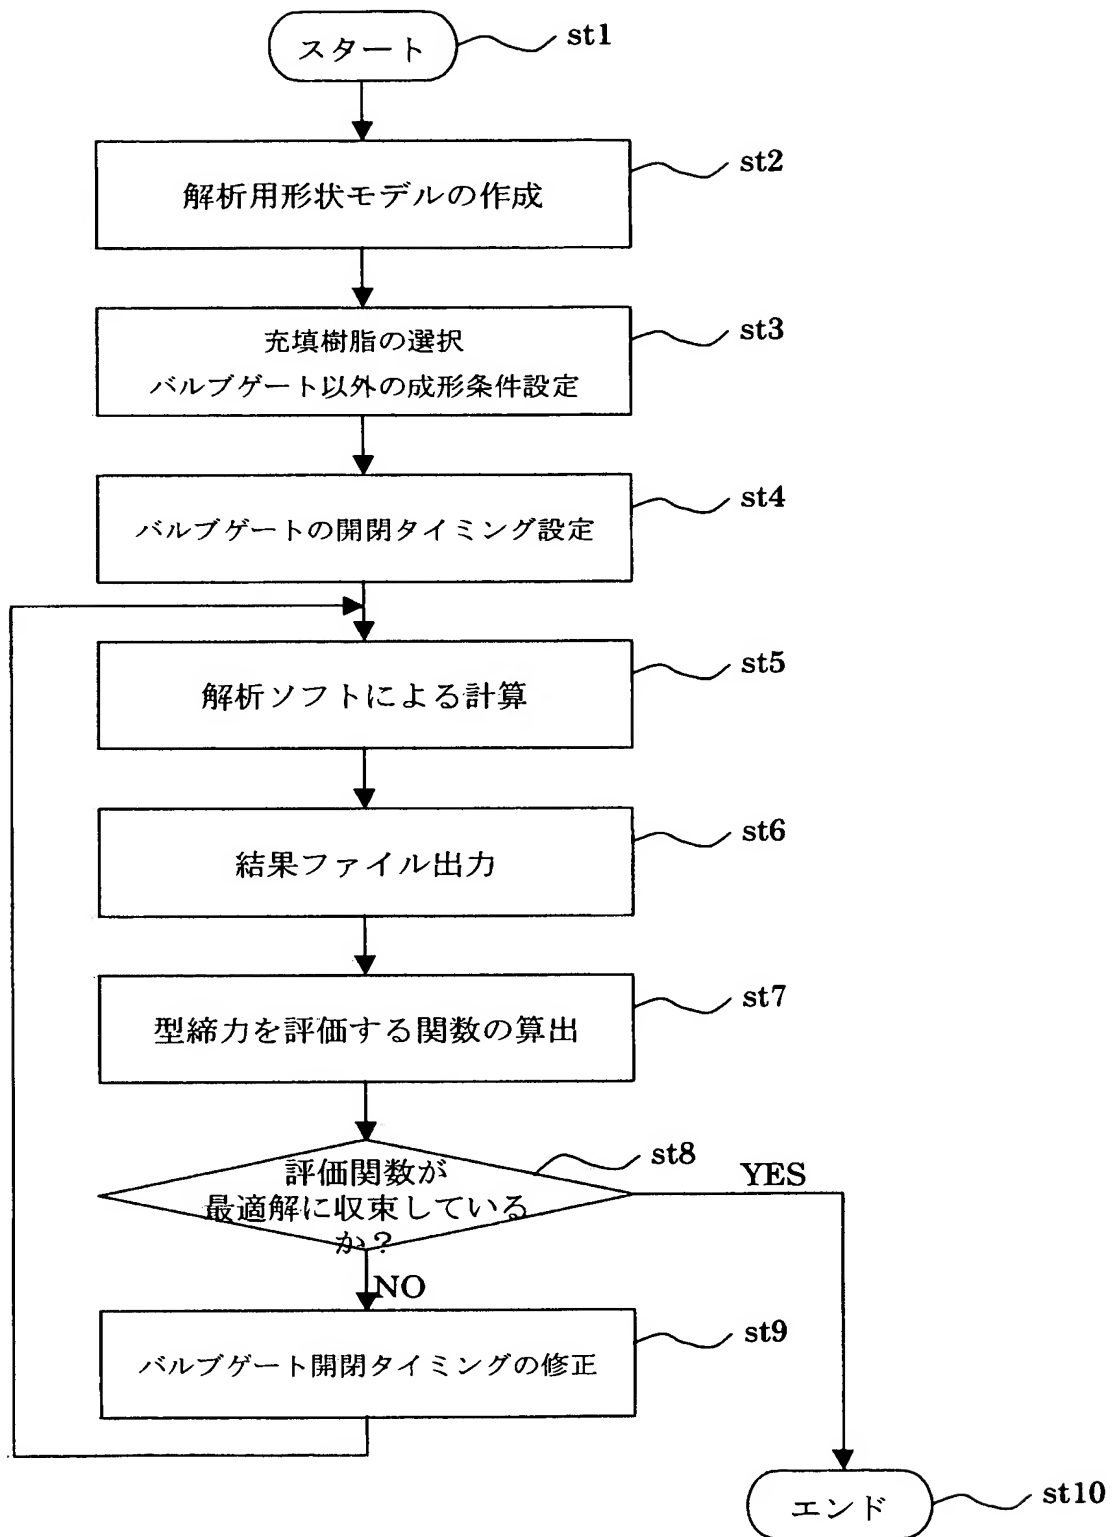 スタート
st1
解析用形状モデルの作成
st2
充填樹脂の選択
バルブゲート以外の成形条件設定
st3
バルブゲートの開閉タイミング設定
st4
解析ソフトによる計算
st5
結果ファイル出力
st6
型締力を評価する関数の算出
st7
評価関数が
最適解に収束している
か？
st8
YES
NO
バルブゲート開閉タイミングの修正
st9
エンド
st10